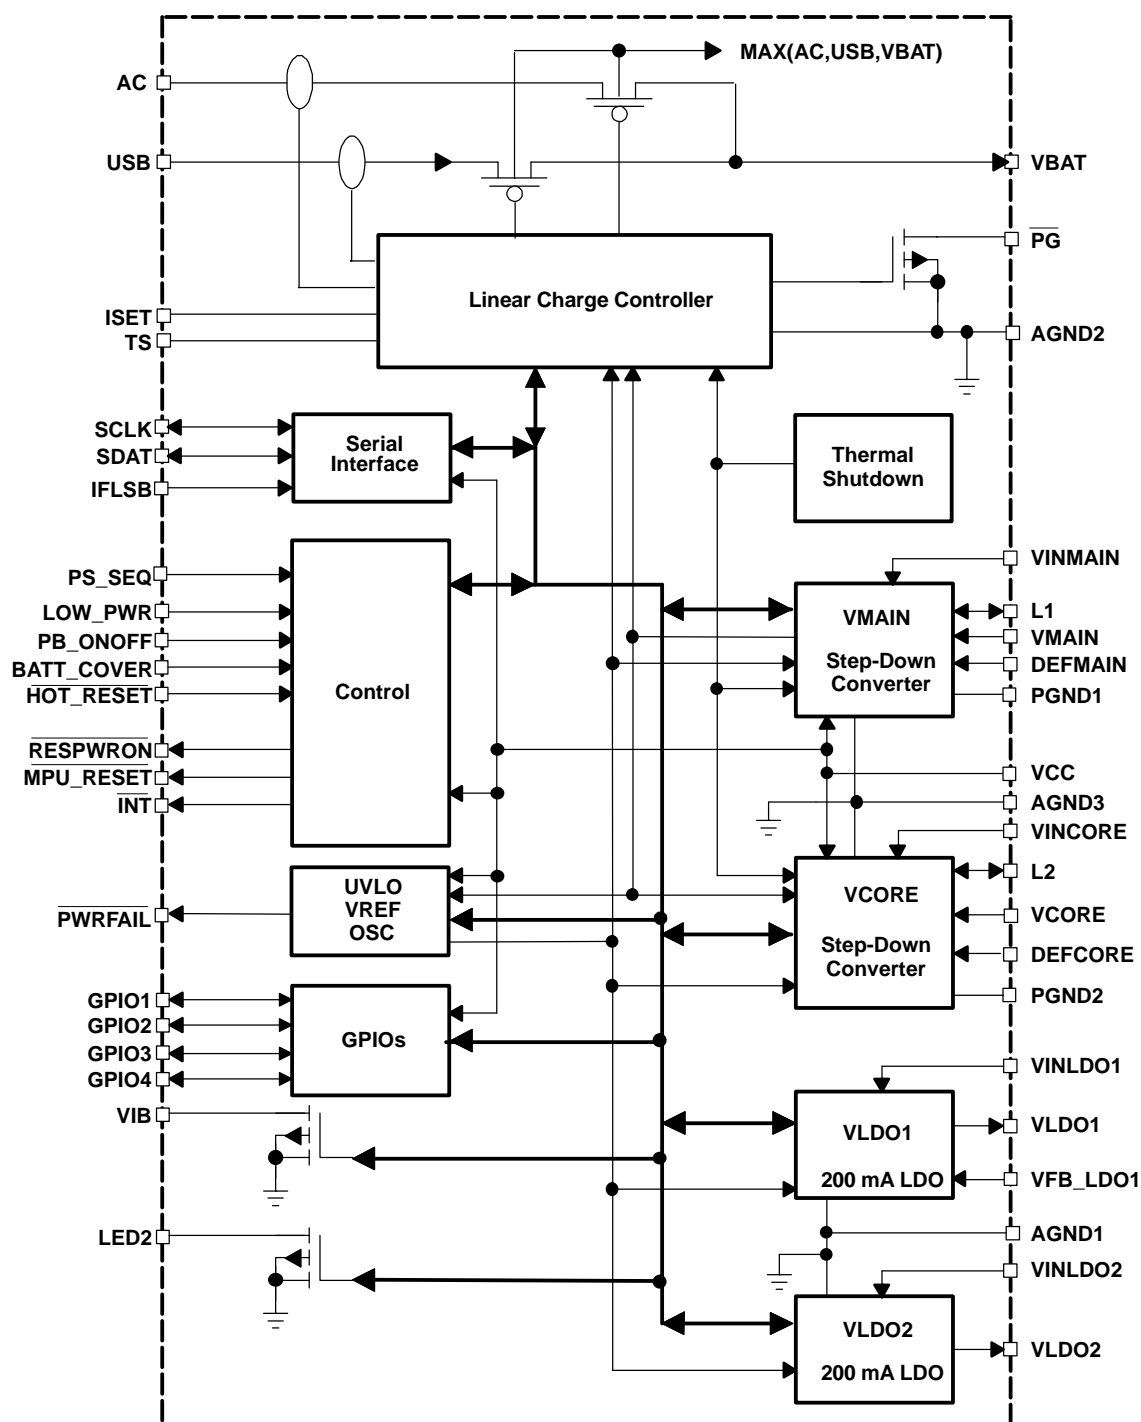 MAX(AC,USB,VBAT)
AC
USB
VBAT
PG
Linear Charge Controller
ISET
TS
AGND2
SCLK
SDAT
IFLSB
Serial
Interface
Thermal
Shutdown
PS_SEQ
LOW_PWR
PB_ONOFF
BATT_COVER
HOT_RESET
RESPWRON
MPU_RESET
INT
Control
VINMAIN
L1
VMAIN
DEFMAIN
PGND1
VMAIN
Step-Down
Converter
VCC
AGND3
VINCORE
L2
VCORE
DEFCORE
PGND2
VCORE
Step-Down
Converter
PWRFAIL
UVLO
VREF
OSC
GPIO1
GPIO2
GPIO3
GPIO4
GPIOs
VIB
LED2
VINLDO1
VLDO1
VFB_LDO1
VLDO1
200 mA LDO
AGND1
VINLDO2
VLDO2
VLDO2
200 mA LDO